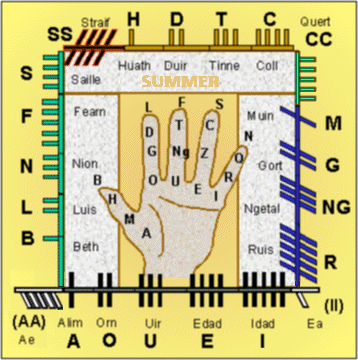 Straif H D T C Quert
SS CC
Huath Duir Tinne Coll
S Saille SUMMER
F Fearn L F S Muin M
D T C N
G Ng Z Q Gort G
N Nion
B O U E I R
H Ngetal NG
L Luis M
B Beth A Ruis R
(AA) (II)
Ae Alim Orn Uir Edad Idad Ea
A O U E I